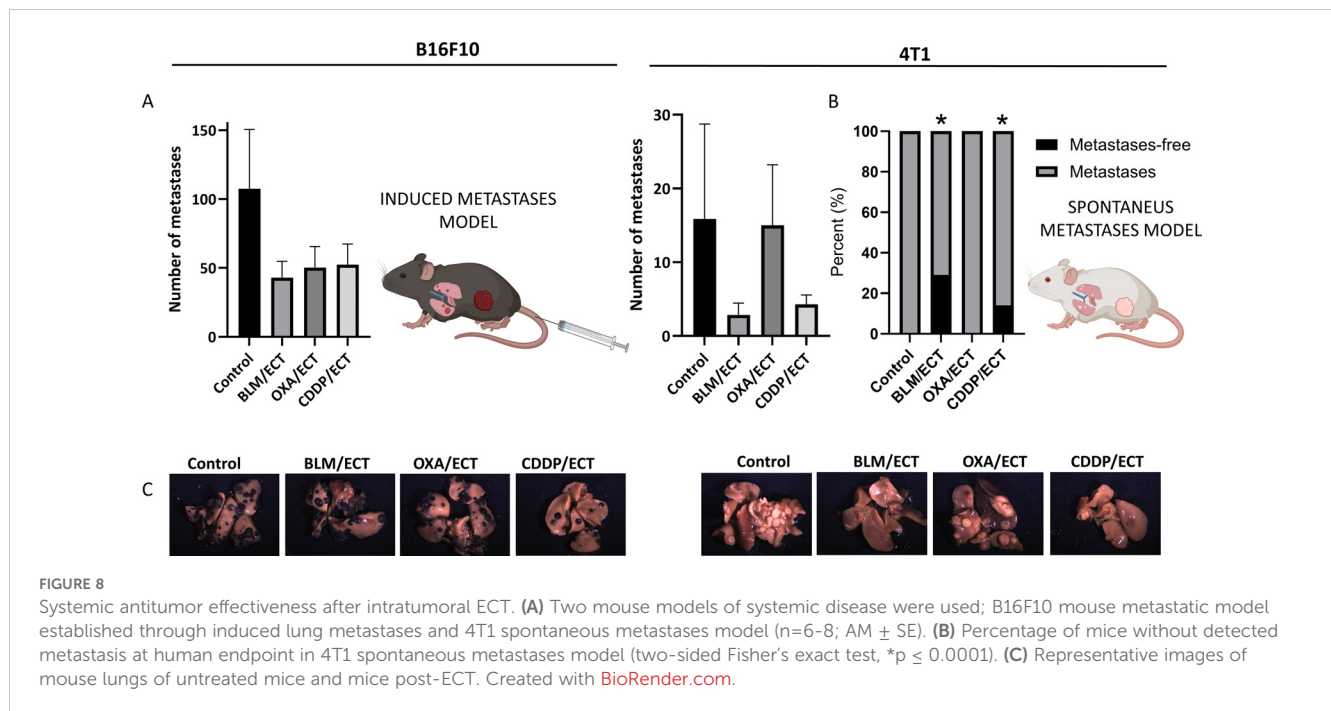 B16F10
4T1
A
Number of metastases
150
100
50
0
Control
BLM/ECT
OXA/ECT
CDDP/ECT
INDUCED METASTASES
MODEL
Number of metastases
30
20
10
0
Control
BLM/ECT
OXA/ECT
CDDP/ECT
B
Percent (%)
100
80
60
40
20
0
*
*
Control
BLM/ECT
OXA/ECT
CDDP/ECT
Metastases-free
Metastases
SPONTANEUS
METASTASES MODEL
C
Control
BLM/ECT
OXA/ECT
CDDP/ECT
Control
BLM/ECT
OXA/ECT
CDDP/ECT
FIGURE 8
Systemic antitumor effectiveness after intratumoral ECT. (A) Two mouse models of systemic disease were used; B16F10 mouse metastatic model
established through induced lung metastases and 4T1 spontaneous metastases model (n=6-8; AM ± SE). (B) Percentage of mice without detected
metastasis at human endpoint in 4T1 spontaneous metastases model (two-sided Fisher's exact test, *p ≤ 0.0001). (C) Representative images of
mouse lungs of untreated mice and mice post-ECT. Created with BioRender.com.